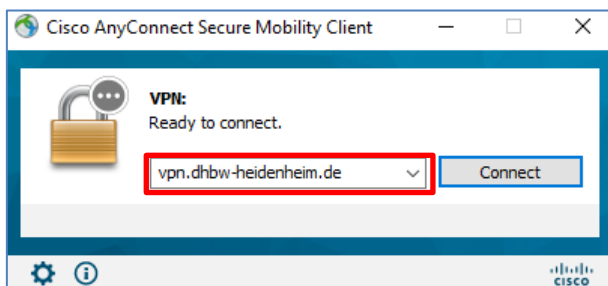 Cisco AnyConnect Secure Mobility Client
VPN:
Ready to connect.
vpn.dhbw-heidenheim.de
Connect
CISCO